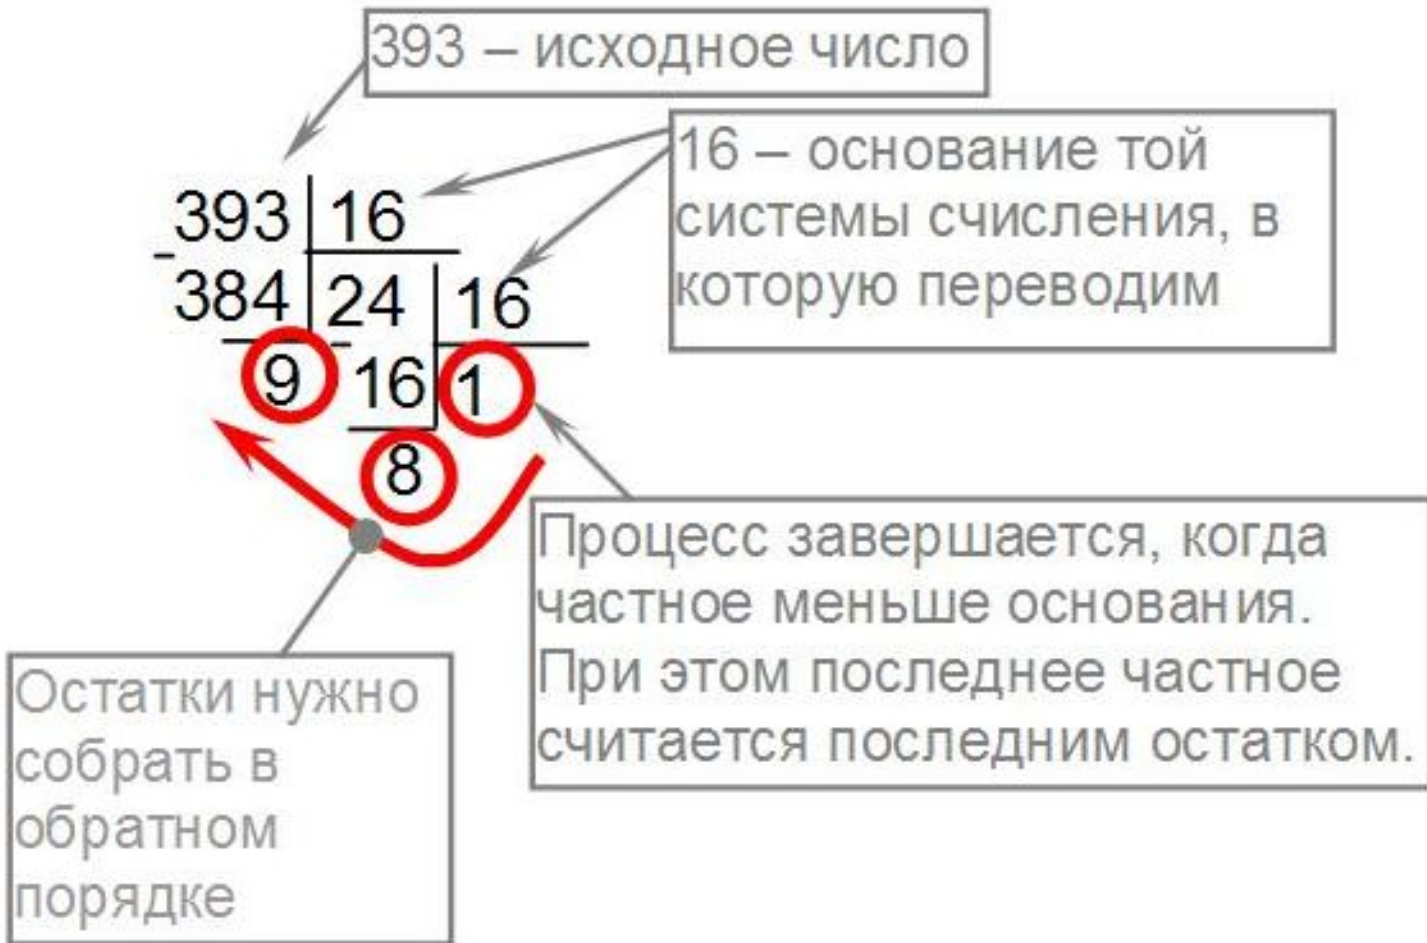 393 – исходное число
16 – основание той
системы счисления, в
которую переводим
393 16
-
384 24 16
- 
9 16 1
8
Процесс завершается, когда
частное меньше основания.
При этом последнее частное
считается последним остатком.
Остатки нужно
собрать в
обратном
порядке